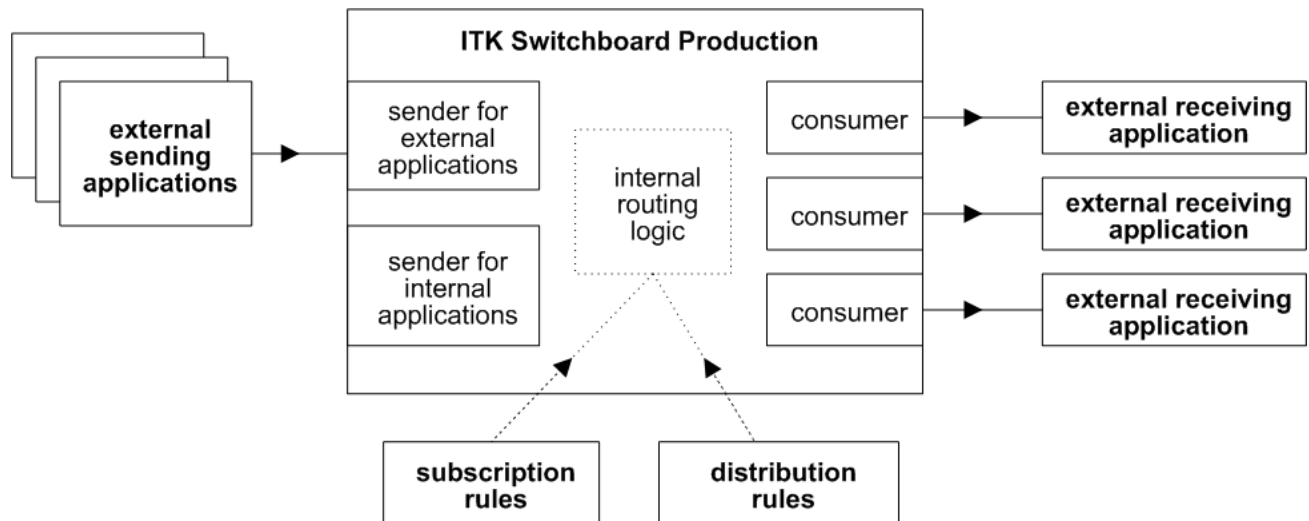 ITK Switchboard Production
external
sending
applications
sender for
external
applications
sender for
internal
applications
internal
routing
logic
consumer
consumer
consumer
external receiving
application
external receiving
application
external receiving
application
subscription
rules
distribution
rules